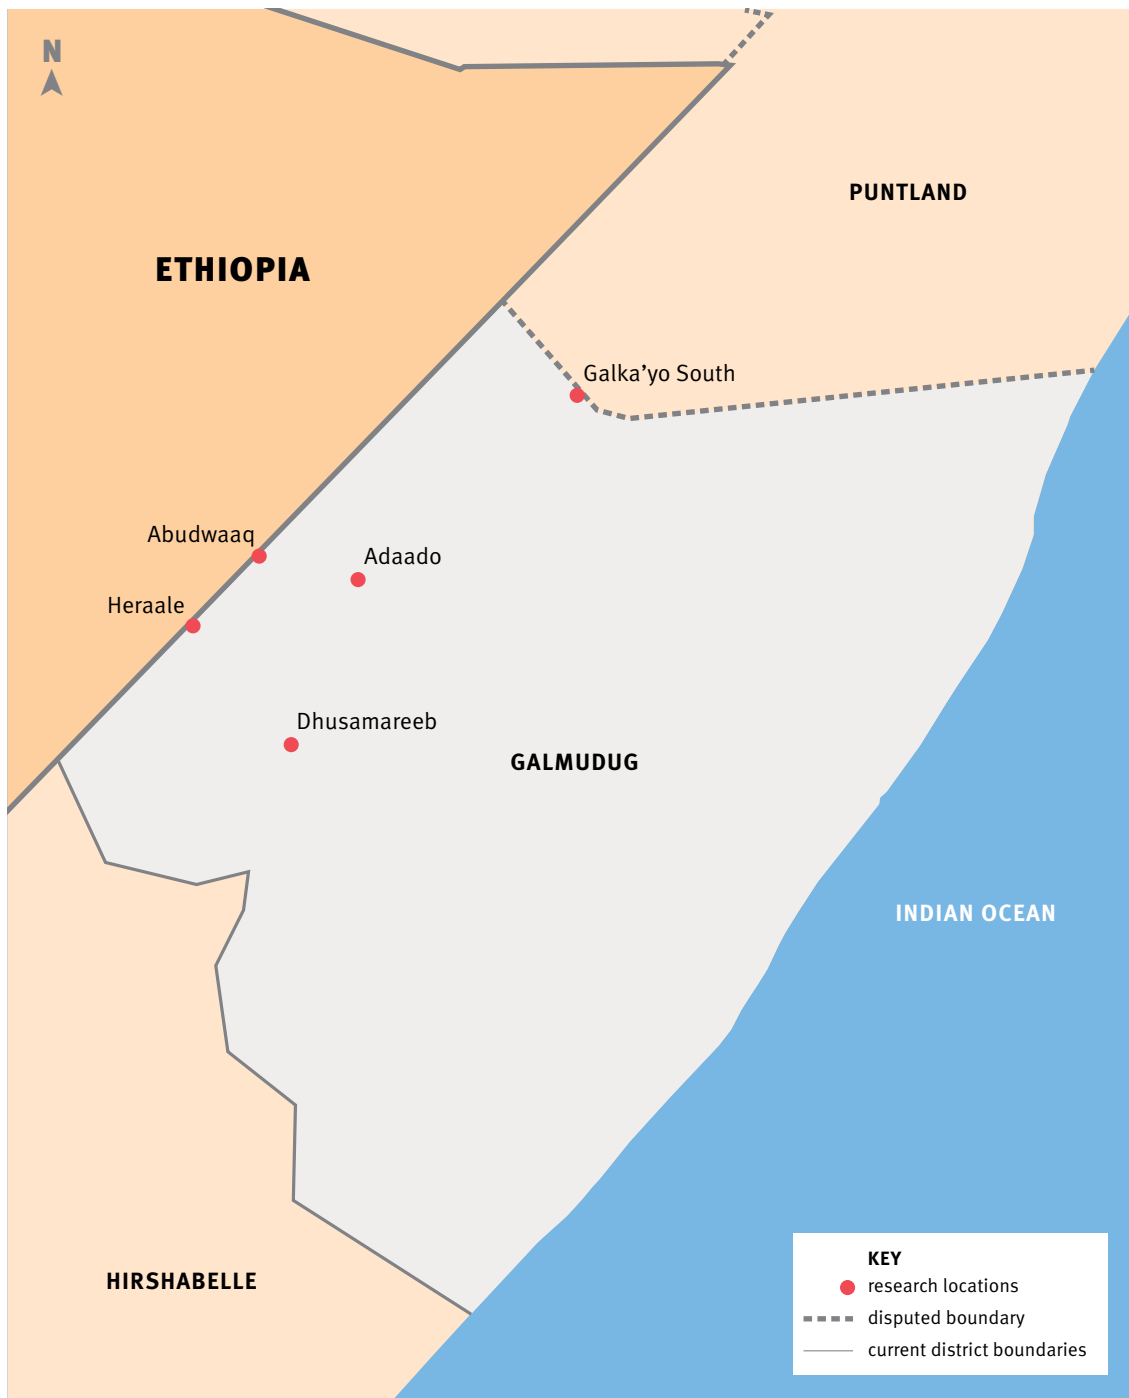 N
PUNTLAND
ETHIOPIA
Galka’yo South
Abudwaaq
Adaado
Heraale
Dhusamareeb
GALMUDUG
INDIAN OCEAN
HIRSHABELLE
KEY
research locations
disputed boundary
current district boundaries